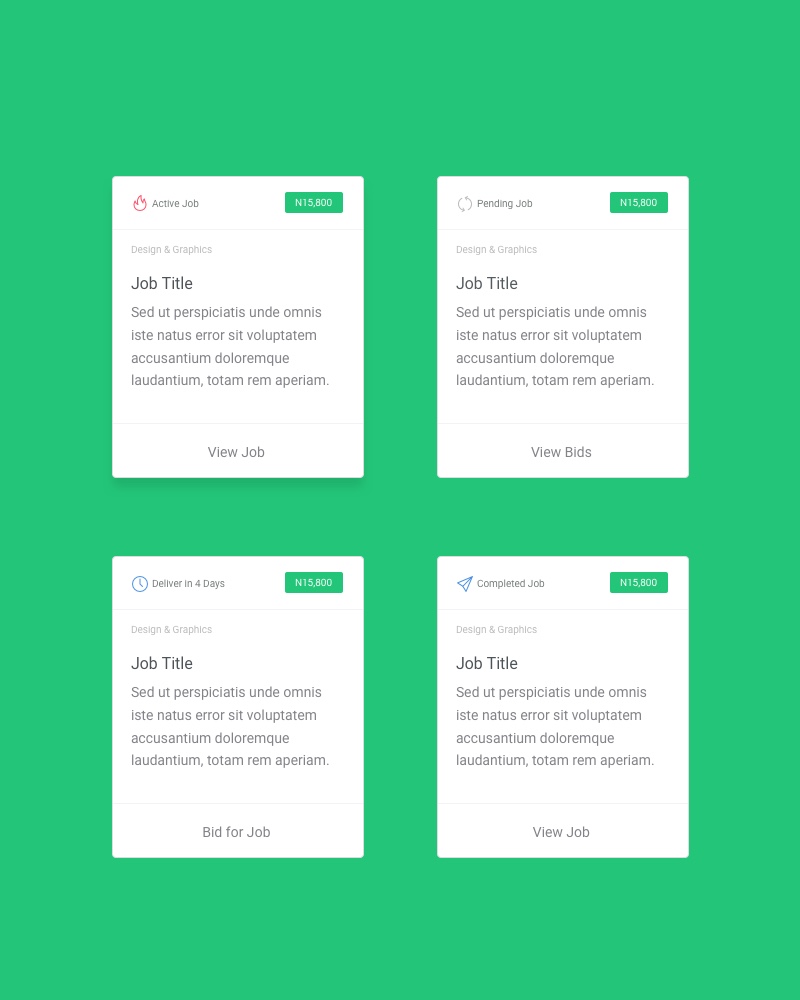 Active Job
N15,800
Design & Graphics
Job Title
Sed ut perspiciatis unde omnis
iste natus error sit voluptatem
accusantium doloremque
laudantium, totam rem aperiam.
View Job
Pending Job
N15,800
Design & Graphics
Job Title
Sed ut perspiciatis unde omnis
iste natus error sit voluptatem
accusantium doloremque
laudantium, totam rem aperiam.
View Bids
Deliver in 4 Days
N15,800
Design & Graphics
Job Title
Sed ut perspiciatis unde omnis
iste natus error sit voluptatem
accusantium doloremque
laudantium, totam rem aperiam.
Bid for Job
Completed Job
N15,800
Design & Graphics
Job Title
Sed ut perspiciatis unde omnis
iste natus error sit voluptatem
accusantium doloremque
laudantium, totam rem aperiam.
View Job